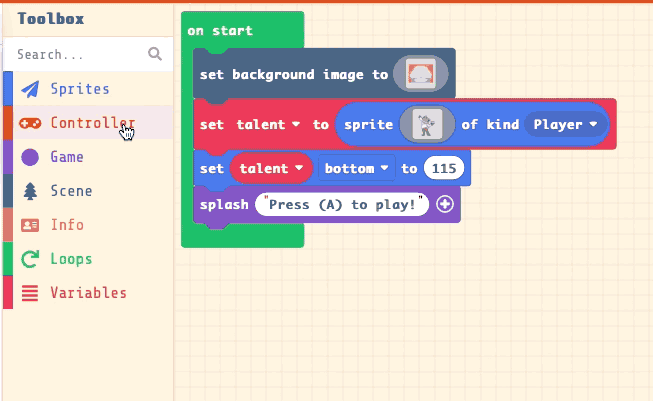 Toolbox
Search...
Sprites
Controller
Game
Scene
Info
Loops
Variables
on start
set background image to
set talent to sprite of kind Player
set talent bottom to 115
splash "Press (A) to play!"